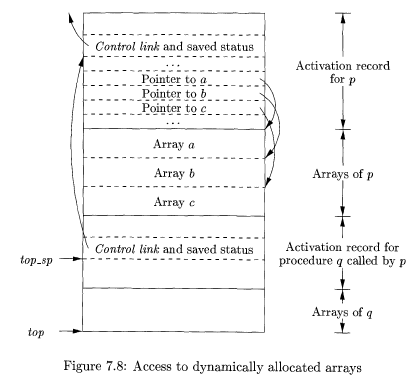 Control link and saved status
...
Pointer to a
Pointer to b
Pointer to c
...
Activation record
for p
Array a
Array b
Array c
Arrays of p
Control link and saved status
top_sp
Activation record for
procedure q called by p
Arrays of q
top
Figure 7.8: Access to dynamically allocated arrays